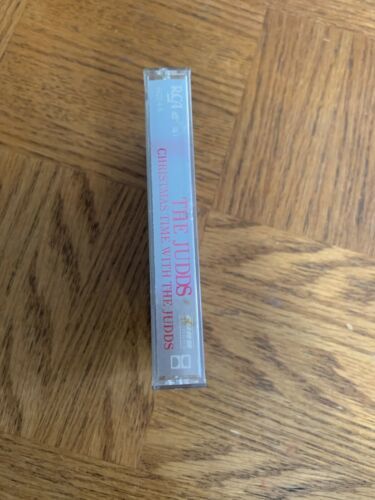 RCA
THE JUDDS
CHRISTMAS TIME WITH THE JUDDS